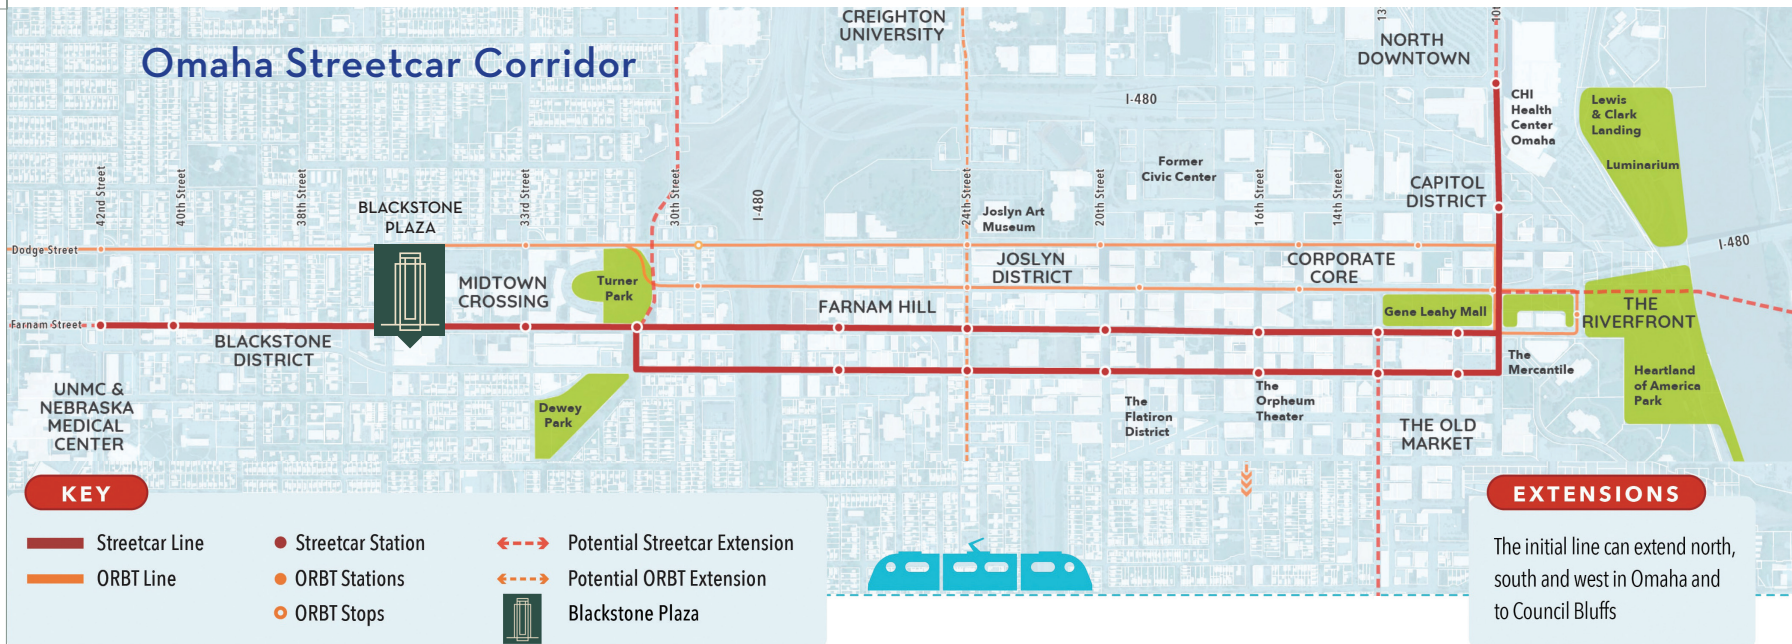 Omaha Streetcar Corridor
CREIGHTON
UNIVERSITY
NORTH
DOWNTOWN
13
10t
I-480
CHI
Health
Center
Omaha
Lewis
& Clark
Landing
Luminarium
Former
Civic Center
CAPITOL
DISTRICT
42nd Street
40th Street
38th Street
33rd Street
30th Street
I-480
24th Street
20th Street
16th Street
14th Street
BLACKSTONE
PLAZA
Joslyn Art
Museum
I-480
Dodge Street
MIDTOWN
CROSSING
Turner
Park
JOSLYN
DISTRICT
CORPORATE
CORE
FARNAM HILL
Gene Leahy Mall
THE
RIVERFRONT
Farnam Street
BLACKSTONE
DISTRICT
The
Mercantile
Heartland
of America
Park
UNMC &
NEBRASKA
MEDICAL
CENTER
Dewey
Park
The
Flatiron
District
The
Orpheum
Theater
THE OLD
MARKET
KEY
Streetcar Line
ORBT Line
Streetcar Station
ORBT Stations
ORBT Stops
Potential Streetcar Extension
Potential ORBT Extension
Blackstone Plaza
EXTENSIONS
The initial line can extend north,
south and west in Omaha and
to Council Bluffs